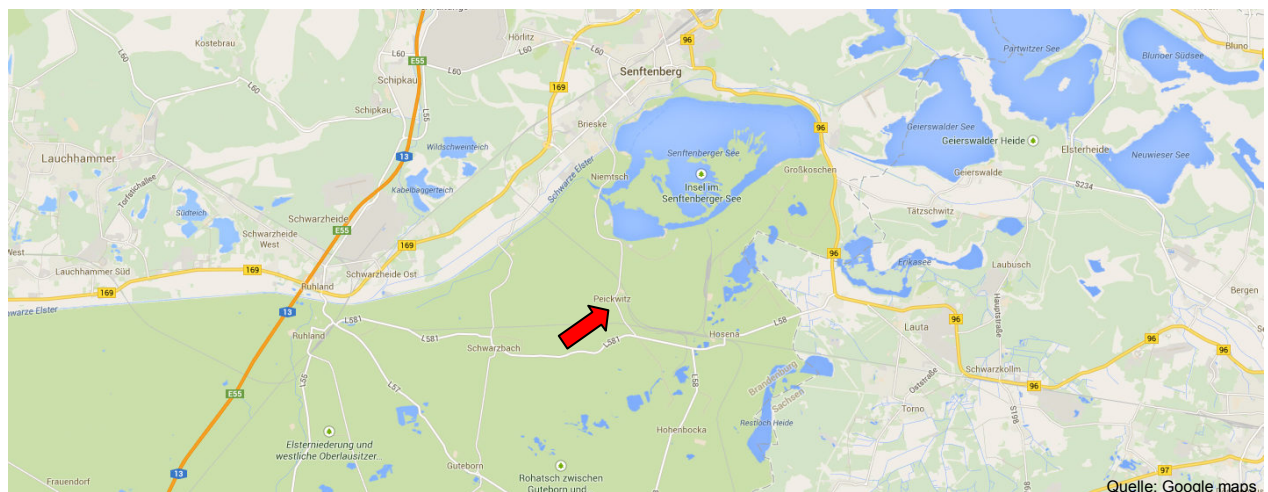 96
Hörlitz
Kostebrau
L60
L60
L60
L60
E55
Schipkau
Senftenberg
169
Schipkau
L55
Partwitzer See
Blunoer Südsee
Bluno
Brieske
96
Geierswalder See
Geierswalder Heide
Elsterheide
Neuwieser See
Lauchhammer
13
Wildschweinteich
Kabelbaggerteich
Schwarze Elster
Niemtsch
Senftenberger See
Insel im
Senftenberger See
Großkoschen
Geierswalde
S234
Torfstichallee
Südteich
Schwarzheide
Schwarzheide
West
E55
169
Tätzschwitz
96
Erikasee
Laubusch
West
Lauchhammer Süd
169
169
Ruhland
Schwarzheide Ost
Bergen
13
Peickwitz
Hauptstraße
Ruhland
L581
L581
Schwarzbach
L581
Hosena
L58
Lauta
96
96
L55
L57
L58
Brandenburg
Sachsen
Oststraße
Schwarzkollm
96
E55
Restloch Heide
Torno
S198
Elsterniederung und
westliche Oberlausitzer...
Hohenbocka
13
Guteborn
Frauendorf
Rohatsch zwischen
Guteborn und
97
Quelle: Google maps